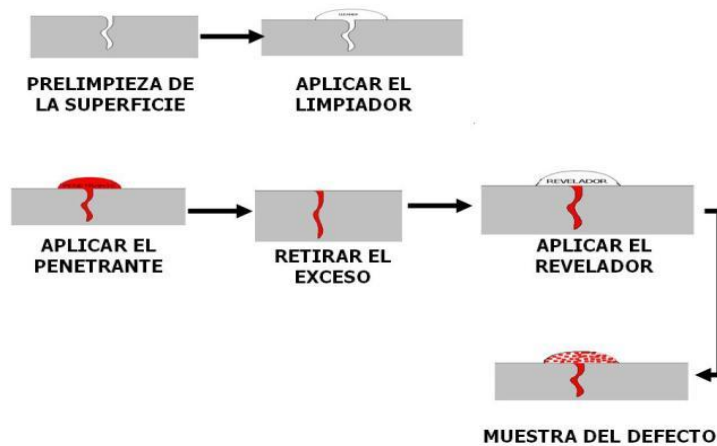 PRELIMPIEZA DE
LA SUPERFICIE
APLICAR EL
LIMPIADOR
APLICAR EL
PENETRANTE
RETIRAR EL
EXCESO
REVELADOR
APLICAR EL
REVELADOR
MUESTRA DEL DEFECTO